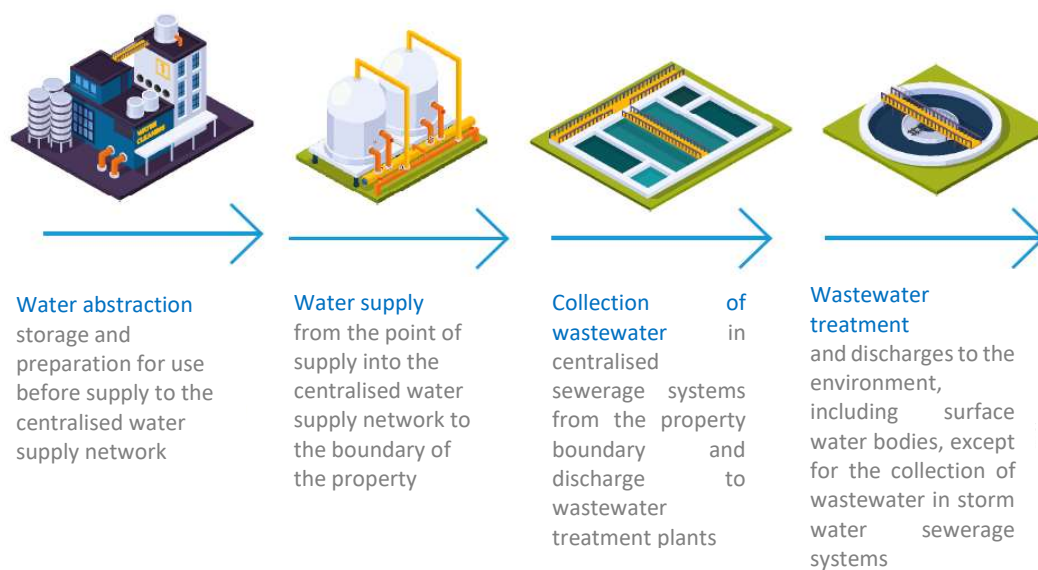 WATER
CLEANING
Water abstraction
storage and
preparation for use
before supply to the
centralised water
supply network
Water supply
from the point of
supply into the
centralised water
supply network to
the boundary of
the property
Collection of
wastewater in
centralised
sewerage systems
from the property
boundary and
discharge to
wastewater
treatment plants
Wastewater
treatment
and discharges to the
environment,
including surface
water bodies, except
for the collection of
wastewater in storm
water sewerage
systems